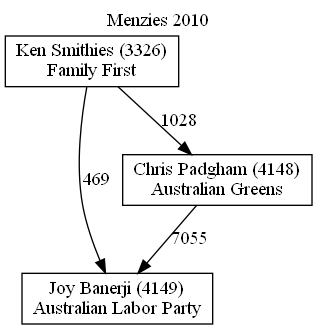 Menzies 2010
Ken Smithies (3326)
Family First
1028
Chris Padgham (4148)
Australian Greens
469
7055
Joy Banerji (4149)
Australian Labor Party